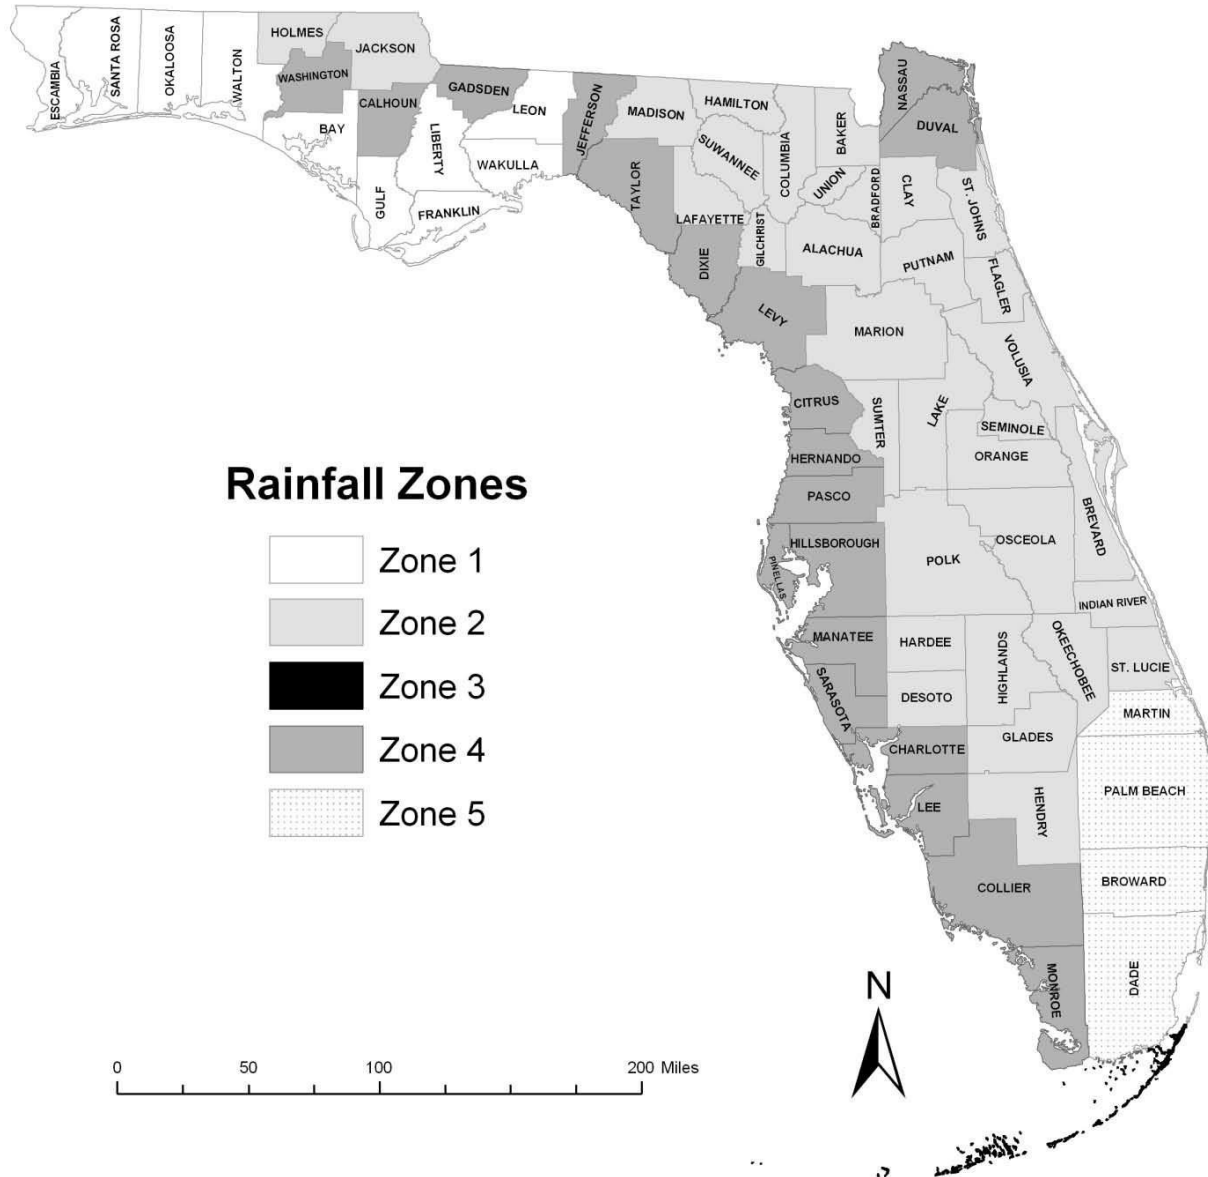 ESCAMBIA
SANTA ROSA
OKALOOSA
WALTON
HOLMES
JACKSON
WASHINGTON
CALHOUN
GADSDEN
LEON
JEFFERSON
MADISON
HAMILTON
BAKER
NASSAU
DUVAL
BAY
LIBERTY
WAKULLA
TAYLOR
SUWANNEE
COLUMBIA
UNION
BRADFORD
CLAY
ST. JOHNS
GULF
FRANKLIN
LAFAYETTE
GILCHRIST
DIXIE
ALACHUA
PUTNAM
FLAGLER
LEVY
MARION
VOLUSIA
CITRUS
SUMTER
LAKE
SEMINOLE
HERNANDO
ORANGE
PASCO
HILLSBOROUGH
PINELLAS
POLK
OSCEOLA
BREVARD
INDIAN RIVER
MANATEE
HARDEE
HIGHLANDS
OKEECHOBEE
ST. LUCIE
SARASOTA
DESOTO
MARTIN
CHARLOTTE
GLADES
LEE
HENDRY
PALM BEACH
COLLIER
BROWARD
MONROE
DADE
Rainfall Zones
Zone 1
Zone 2
Zone 3
Zone 4
Zone 5
N
0 50 100 200 Miles